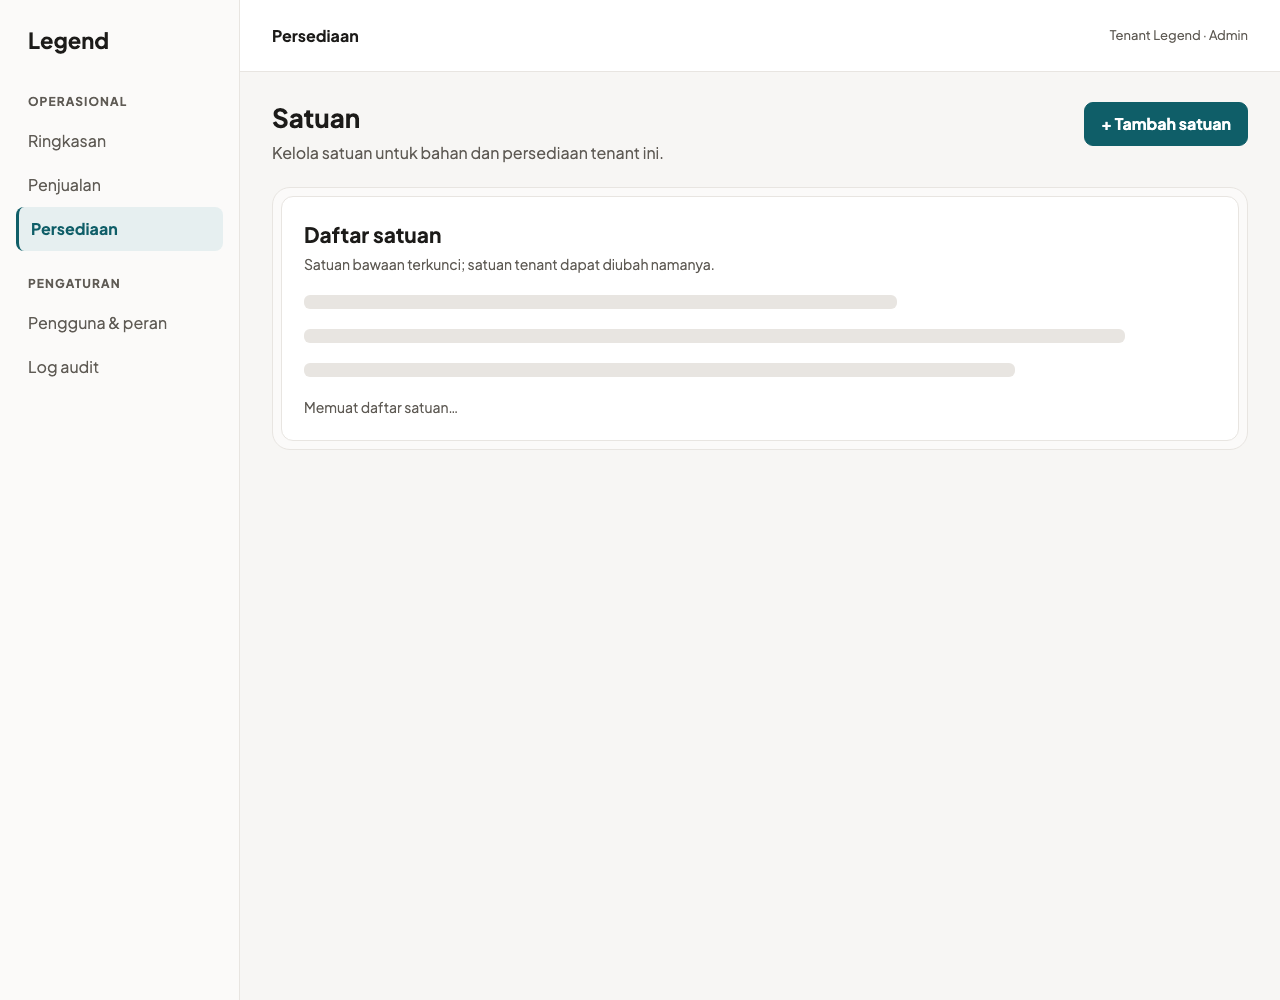 Legend
OPERASIONAL
Ringkasan
Penjualan
Persediaan
PENGATURAN
Pengguna & peran
Log audit
Persediaan
Tenant Legend · Admin
Satuan
Kelola satuan untuk bahan dan persediaan tenant ini.
+ Tambah satuan
Daftar satuan
Satuan bawaan terkunci; satuan tenant dapat diubah namanya.
Memuat daftar satuan…